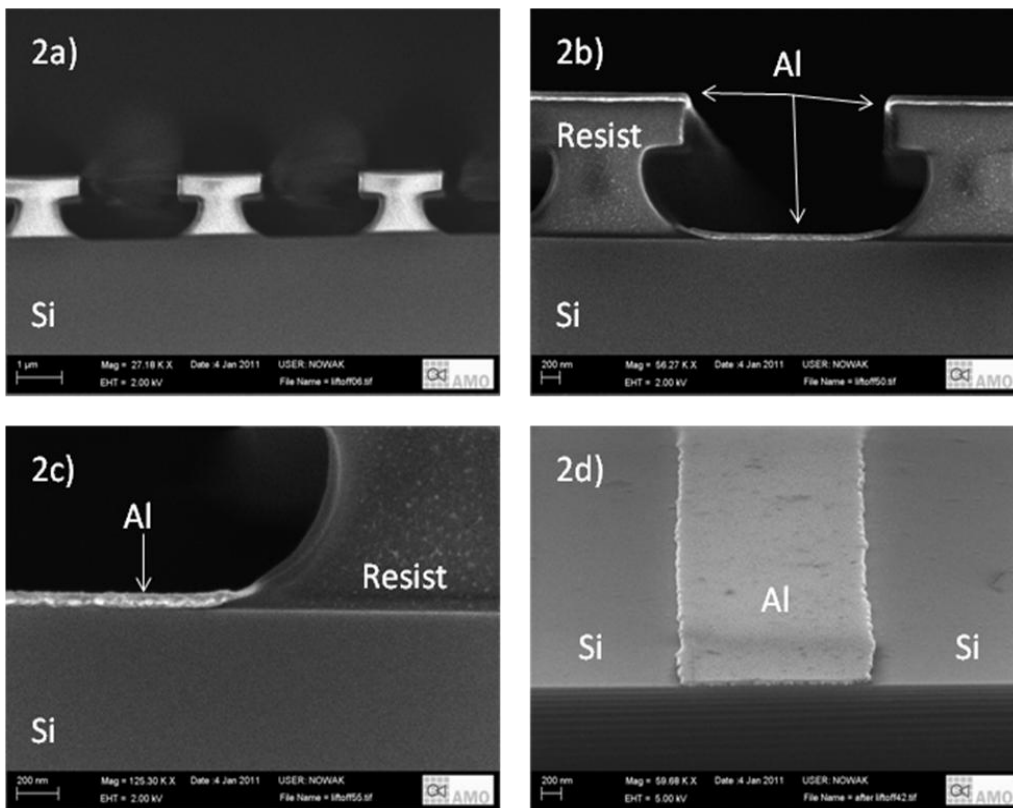 2a)
Si
1 µm
Mag = 27.18 K X Date :4 Jan 2011 USER: NOWAK
EHT = 2.00 kV File Name = liftoff06.tif
AMO
2b)
Al
Resist
Si
200 nm
Mag = 56.27 K X Date :4 Jan 2011 USER: NOWAK
EHT = 2.00 kV File Name = liftoff50.tif
AMO
2c)
Al
Resist
Si
200 nm
Mag = 125.30 K X Date :4 Jan 2011 USER: NOWAK
EHT = 2.00 kV File Name = liftoff55.tif
AMO
2d)
Al
Si Si
200 nm
Mag = 59.68 K X Date :4 Jan 2011 USER: NOWAK
EHT = 5.00 kV File Name = after liftoff42.tif
AMO